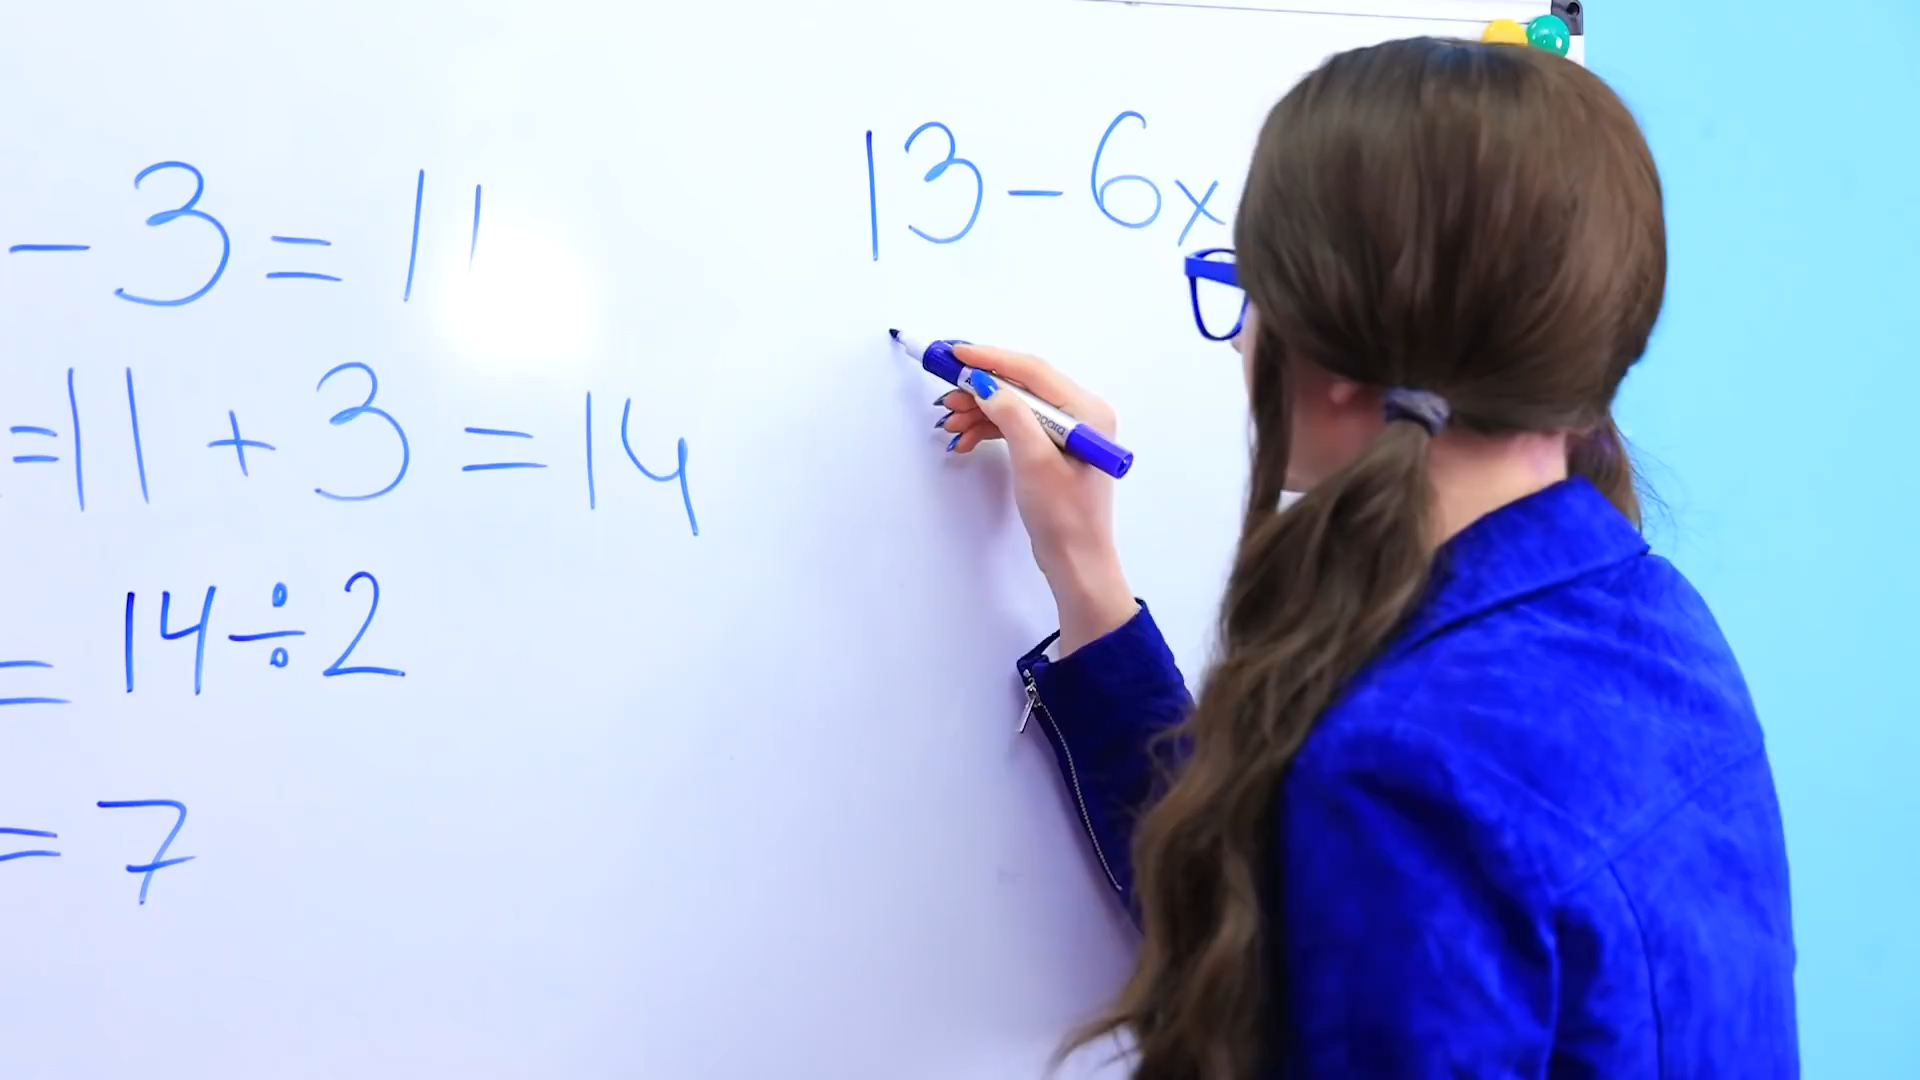 - 3 = 11
= 11 + 3 = 14
= 14 ÷ 2
= 7
13 - 6x